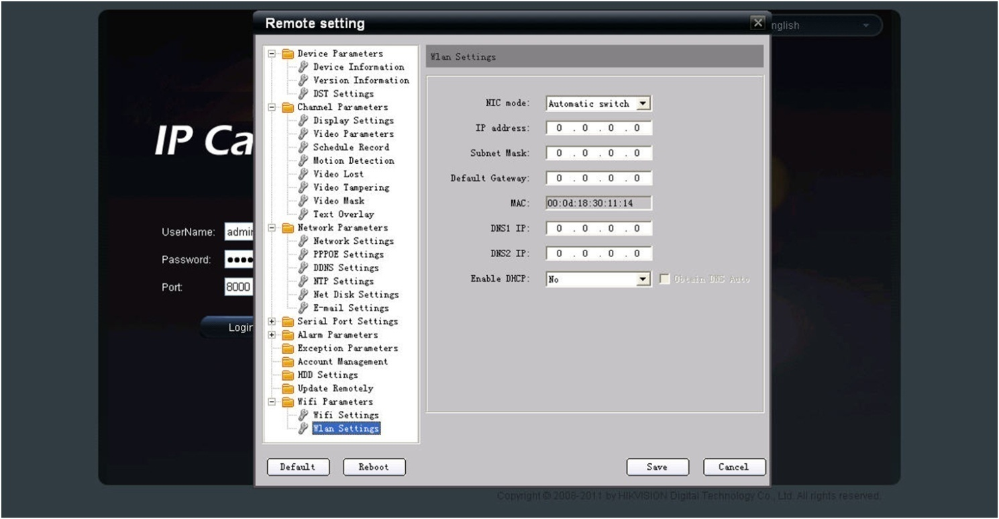 Remote setting
nglish
Device Parameters
Device Information
Version Information
DST Settings
Channel Parameters
Display Settings
Video Parameters
Schedule Record
Motion Detection
Video Lost
Video Tampering
Video Mask
Text Overlay
Network Parameters
Network Settings
PPPOE Settings
DDNS Settings
NTP Settings
Net Disk Settings
E-mail Settings
Serial Port Settings
Alarm Parameters
Exception Parameters
Account Management
HDD Settings
Update Remotely
Wifi Parameters
Wifi Settings
Wlan Settings
Wlan Settings
NIC mode: Automatic switch
IP address: 0 . 0 . 0 . 0
Subnet Mask: 0 . 0 . 0 . 0
Default Gateway: 0 . 0 . 0 . 0
MAC: 00:0d:18:30:11:14
DNS1 IP: 0 . 0 . 0 . 0
DNS2 IP: 0 . 0 . 0 . 0
Enable DHCP: No Obtain DNS Auto
IP Ca
UserName: admin
Password: ●●●●
Port: 8000
Login
Default Reboot Save Cancel
Copyright © 2006-2011 by HIKVISION Digital Technology Co., Ltd. All rights reserved.